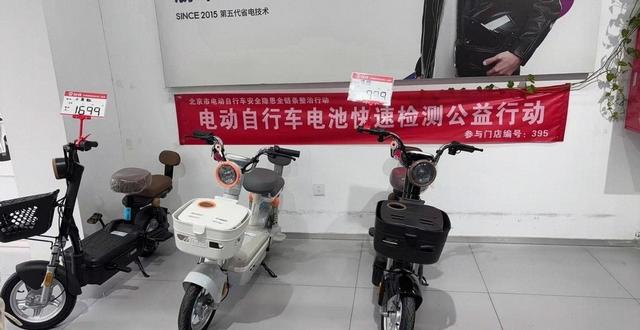 SINCE 2015 第五代省电技术
1699
北京市电动自行车安全隐患全链条整治行动
电动自行车电池快速检测公益行动
参与门店编号：395